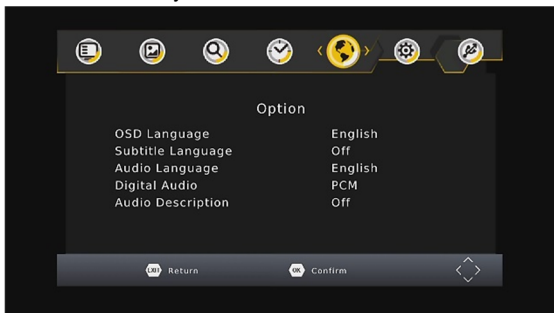 Option
OSD Language English
Subtitle Language Off
Audio Language English
Digital Audio PCM
Audio Description Off
EXIT Return OK Confirm